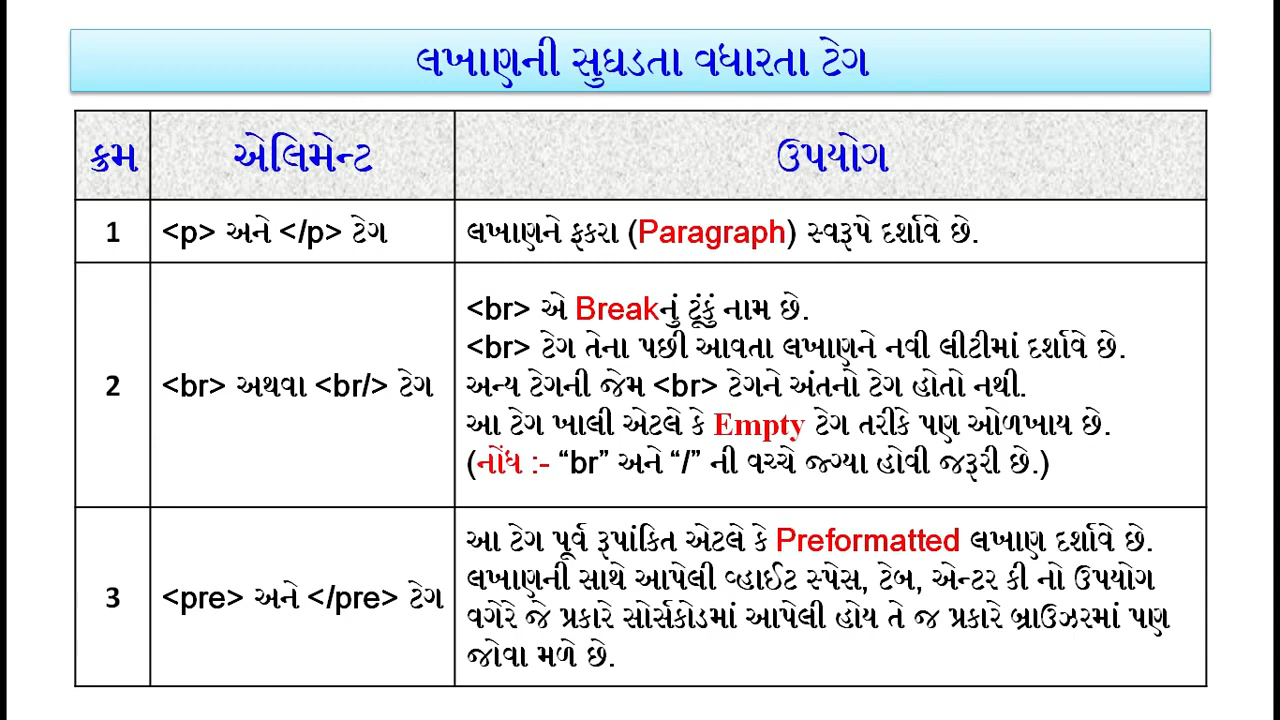 લખાણની સુઘડતા વધારતા ટેગ
ક્રમ એલિમેન્ટ ઉપયોગ
1 <p> અને </p> ટેગ લખાણને ફકરા (Paragraph) સ્વરૂપે દર્શાવે છે.
<br> એ Breakનું ટૂંકું નામ છે.
<br> ટેગ તેના પછી આવતા લખાણને નવી લીટીમાં દર્શાવે છે.
2 <br> અથવા <br/> ટેગ અન્ય ટેગની જેમ <br> ટેગને અંતનો ટેગ હોતો નથી.
આ ટેગ ખાલી એટલે કે Empty ટેગ તરીકે પણ ઓળખાય છે.
(નોંધ :- “br” અને “/” ની વચ્ચે જગ્યા હોવી જરૂરી છે.)
આ ટેગ પૂર્વ રૂપાંકિત એટલે કે Preformatted લખાણ દર્શાવે છે.
લખાણની સાથે આપેલી વ્હાઈટ સ્પેસ, ટેબ, એન્ટર કી નો ઉપયોગ
3 <pre> અને </pre> ટેગ વગેરે જે પ્રકારે સોર્સકોડમાં આપેલી હોય તે જ પ્રકારે બ્રાઉઝરમાં પણ
જોવા મળે છે.